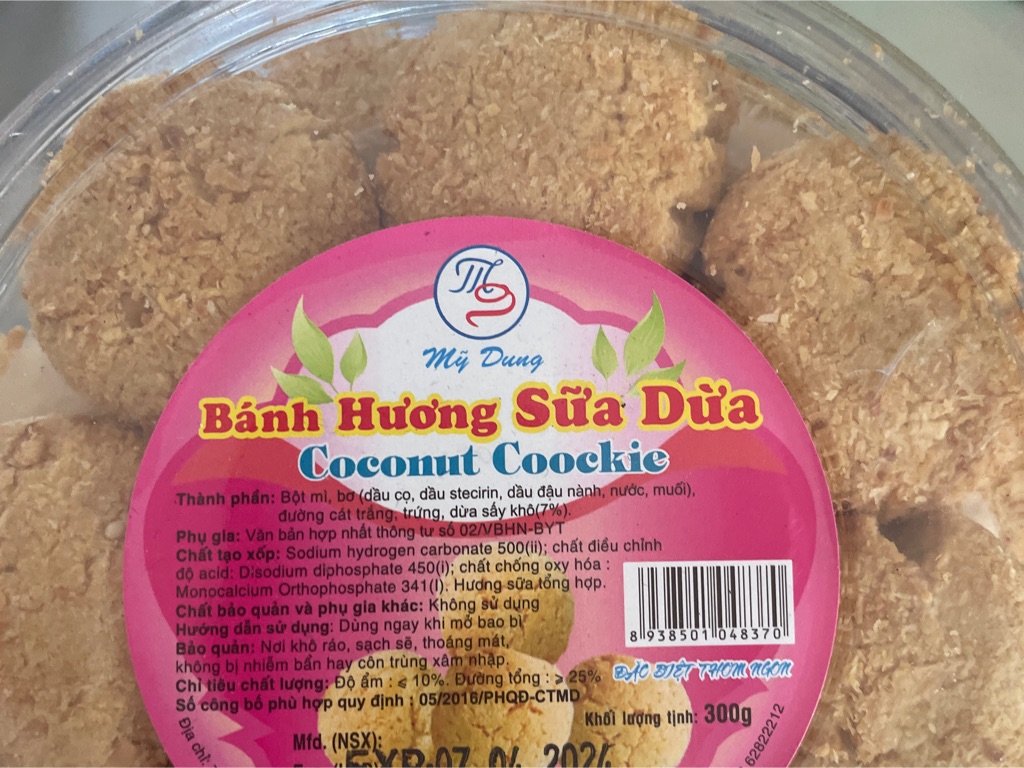 Mỹ Dung
Bánh Hương Sữa Dừa
Coconut Coockie
Thành phần: Bột mì, bơ (dầu cọ, dầu stecirin, dầu đậu nành, nước, muối),
đường cát trắng, trứng, dừa sấy khô(7%).
Phụ gia: Văn bản hợp nhất thông tư số 02/VBHN-BYT
Chất tạo xốp: Sodium hydrogen carbonate 500(ii); chất điều chỉnh
độ acid: Disodium diphosphate 450(i); chất chống oxy hóa :
Monocalcium Orthophosphate 341(I). Hương sữa tổng hợp.
Chất bảo quản và phụ gia khác: Không sử dụng
Hướng dẫn sử dụng: Dùng ngay khi mở bao bì
Bảo quản: Nơi khô ráo, sạch sẽ, thoáng mát,
không bị nhiễm bẩn hay côn trùng xâm nhập.
Chỉ tiêu chất lượng: Độ ẩm : ⩽ 10%. Đường tổng : ⩾ 25%
Số công bố phù hợp quy định : 05/2016/PHQĐ-CTMD
8 938501 048370
ĐẶC BIỆT THƠM NGON
Khối lượng tịnh: 300g
Mfd. (NSX):
EXP 07 04 2024
Địa chỉ:
62822212